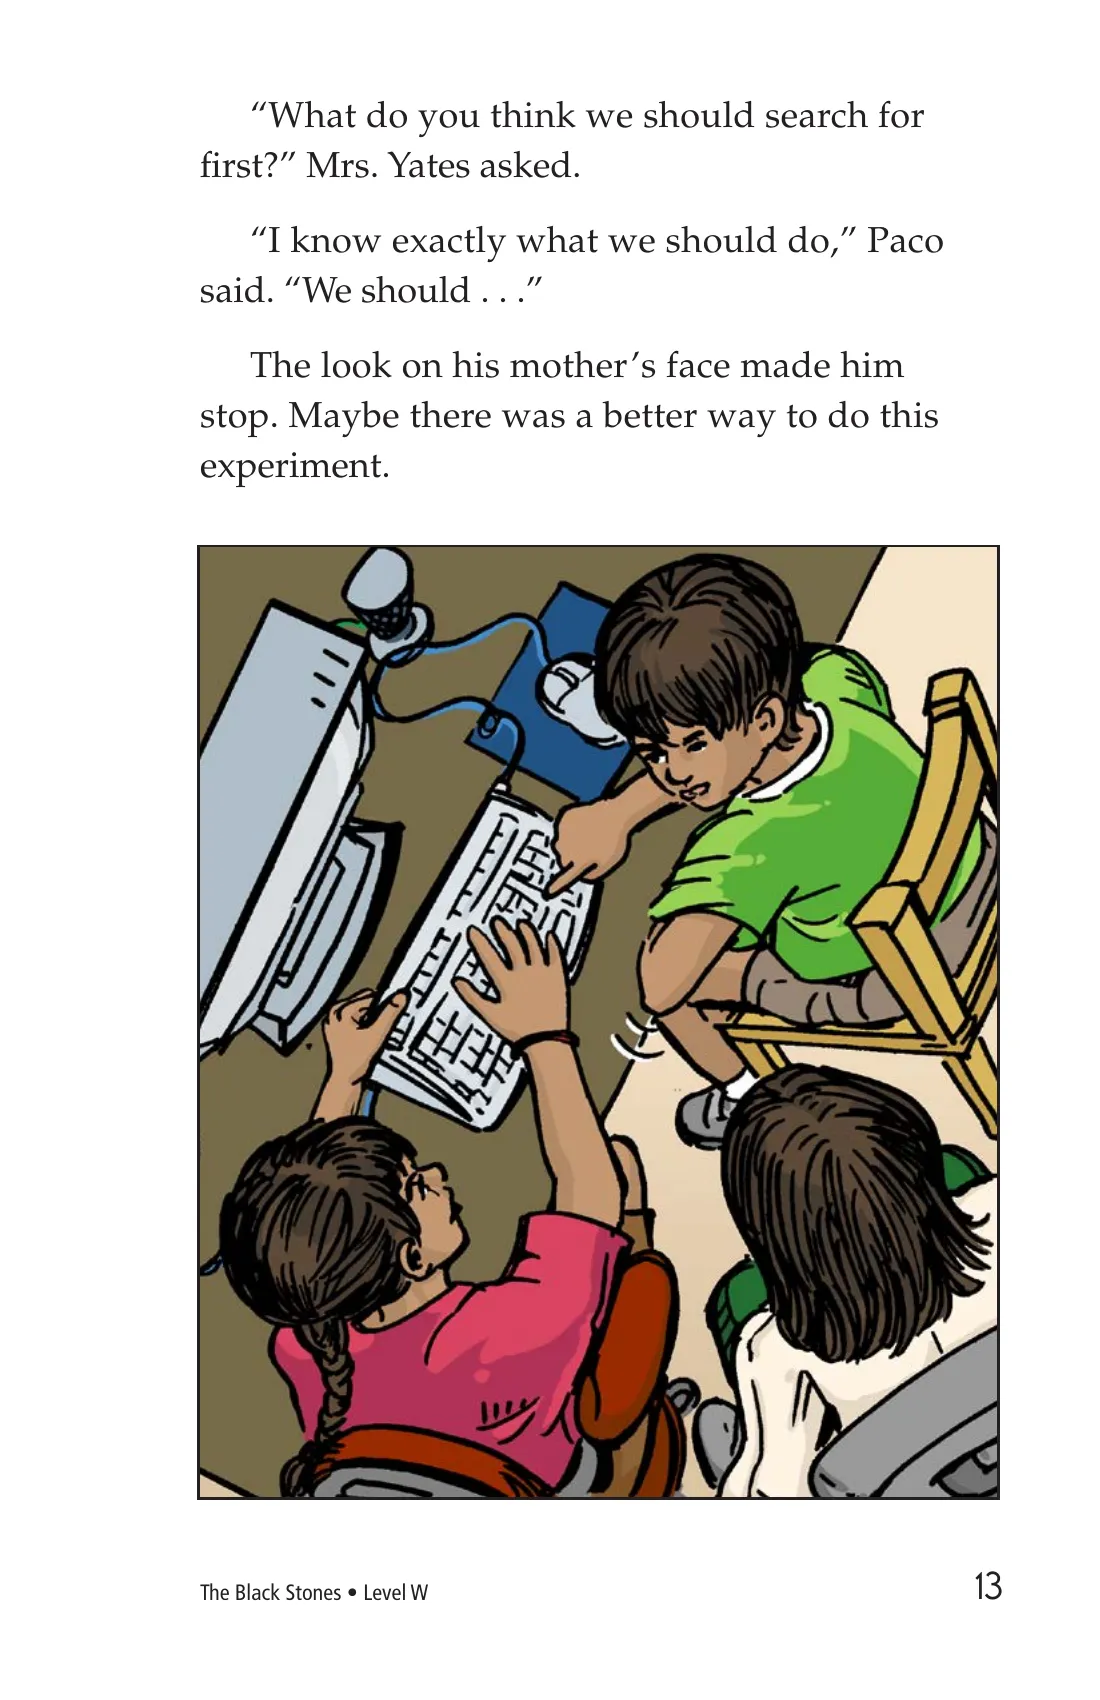 “What do you think we should search for
first?” Mrs. Yates asked.
“I know exactly what we should do,” Paco
said. “We should . . .”
The look on his mother’s face made him
stop. Maybe there was a better way to do this
experiment.
The Black Stones • Level W
13